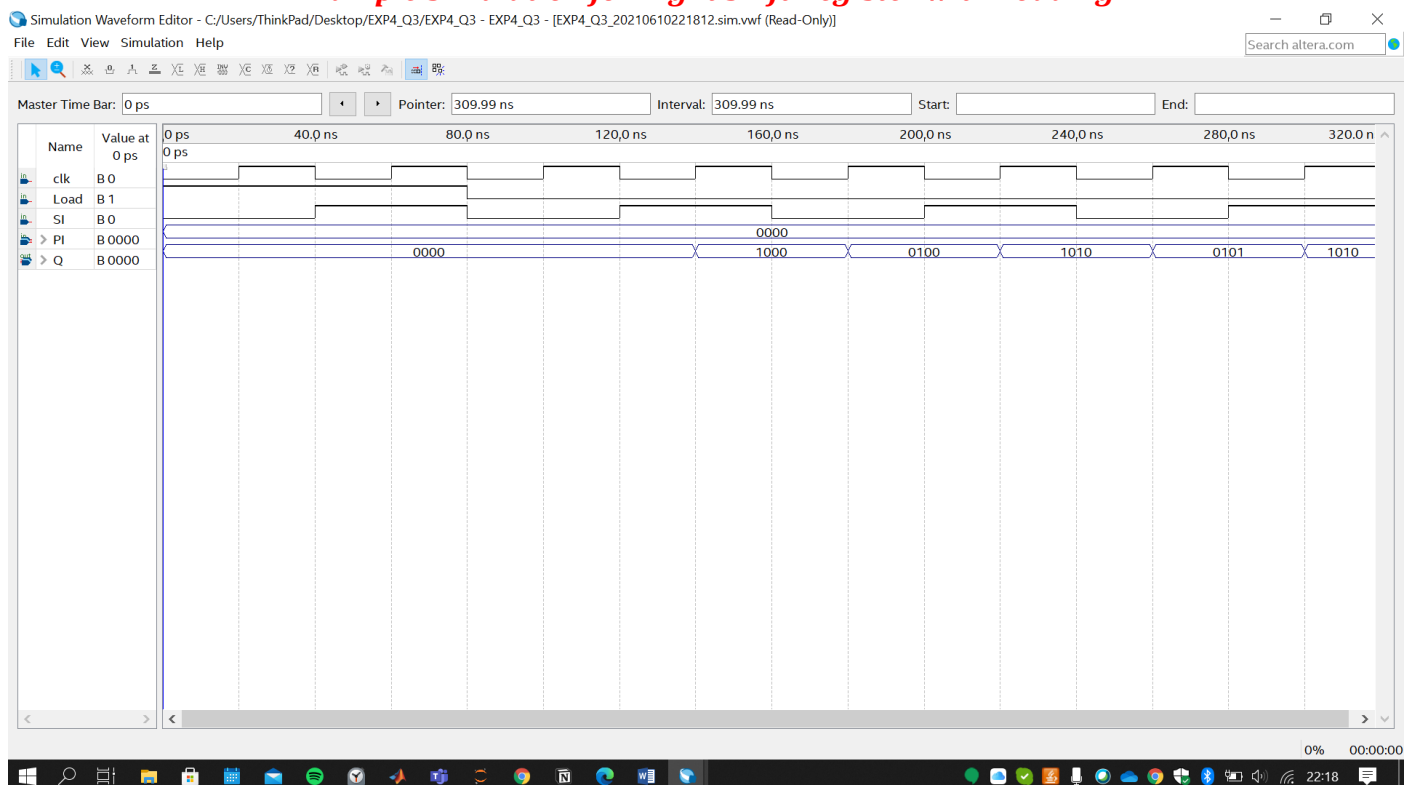 Simulation Waveform Editor - C:/Users/ThinkPad/Desktop/EXP4_Q3/EXP4_Q3 - EXP4_Q3 - [EXP4_Q3_20210610221812.sim.vwf (Read-Only)]
File Edit View Simulation Help
Search altera.com
Master Time Bar: 0 ps Pointer: 309.99 ns Interval: 309.99 ns Start: End:
Name Value at 0 ps
0 ps 40.0 ns 80.0 ns 120,0 ns 160,0 ns 200,0 ns 240,0 ns 280,0 ns 320.0 n
0 ps
clk B 0
Load B 1
SI B 0
PI B 0000 0000
Q B 0000 0000 1000 0100 1010 0101 1010
0% 00:00:00
22:18